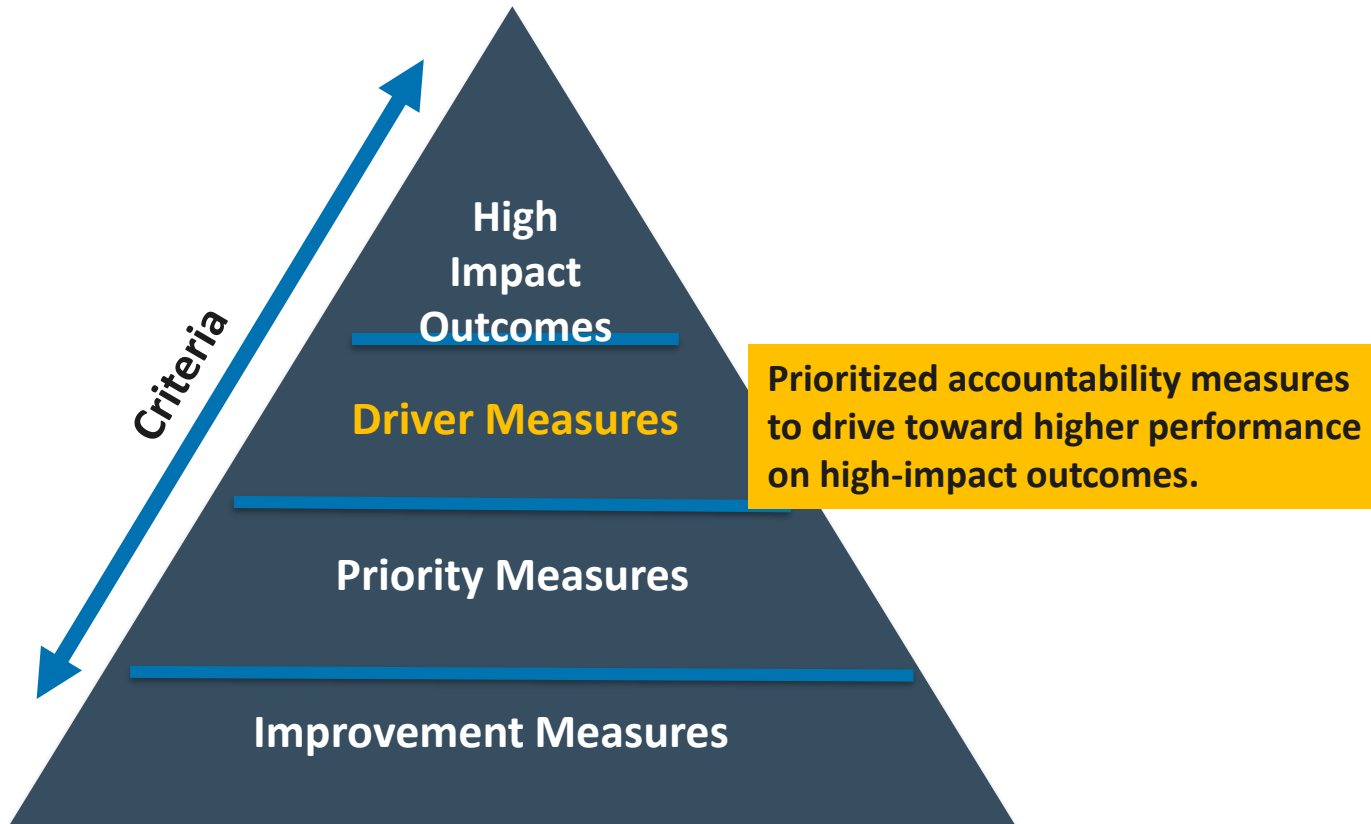 Criteria
High
Impact
Outcomes
Driver Measures
Prioritized accountability measures
to drive toward higher performance
on high-impact outcomes.
Priority Measures
Improvement Measures